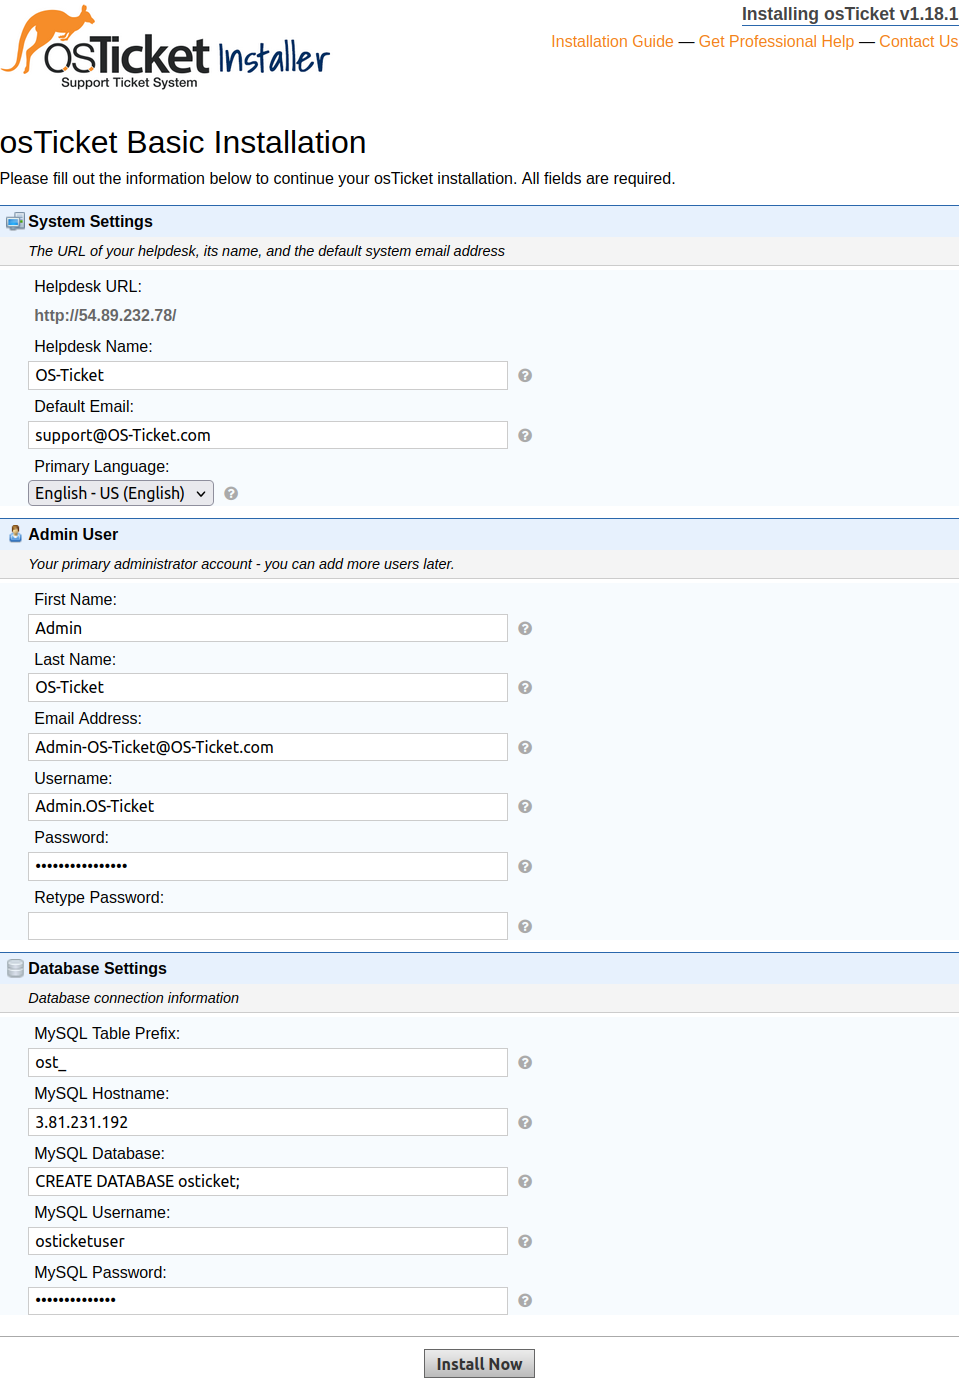 Installing osTicket v1.18.1
Installation Guide — Get Professional Help — Contact Us
osTicket Installer
Support Ticket System
osTicket Basic Installation
Please fill out the information below to continue your osTicket installation. All fields are required.
System Settings
The URL of your helpdesk, its name, and the default system email address
Helpdesk URL:
http://54.89.232.78/
Helpdesk Name:
OS-Ticket
Default Email:
support@OS-Ticket.com
Primary Language:
English - US (English)
Admin User
Your primary administrator account - you can add more users later.
First Name:
Admin
Last Name:
OS-Ticket
Email Address:
Admin-OS-Ticket@OS-Ticket.com
Username:
Admin.OS-Ticket
Password:
••••••••••••••••
Retype Password:
Database Settings
Database connection information
MySQL Table Prefix:
ost_
MySQL Hostname:
3.81.231.192
MySQL Database:
CREATE DATABASE osticket;
MySQL Username:
osticketuser
MySQL Password:
••••••••••••••
Install Now